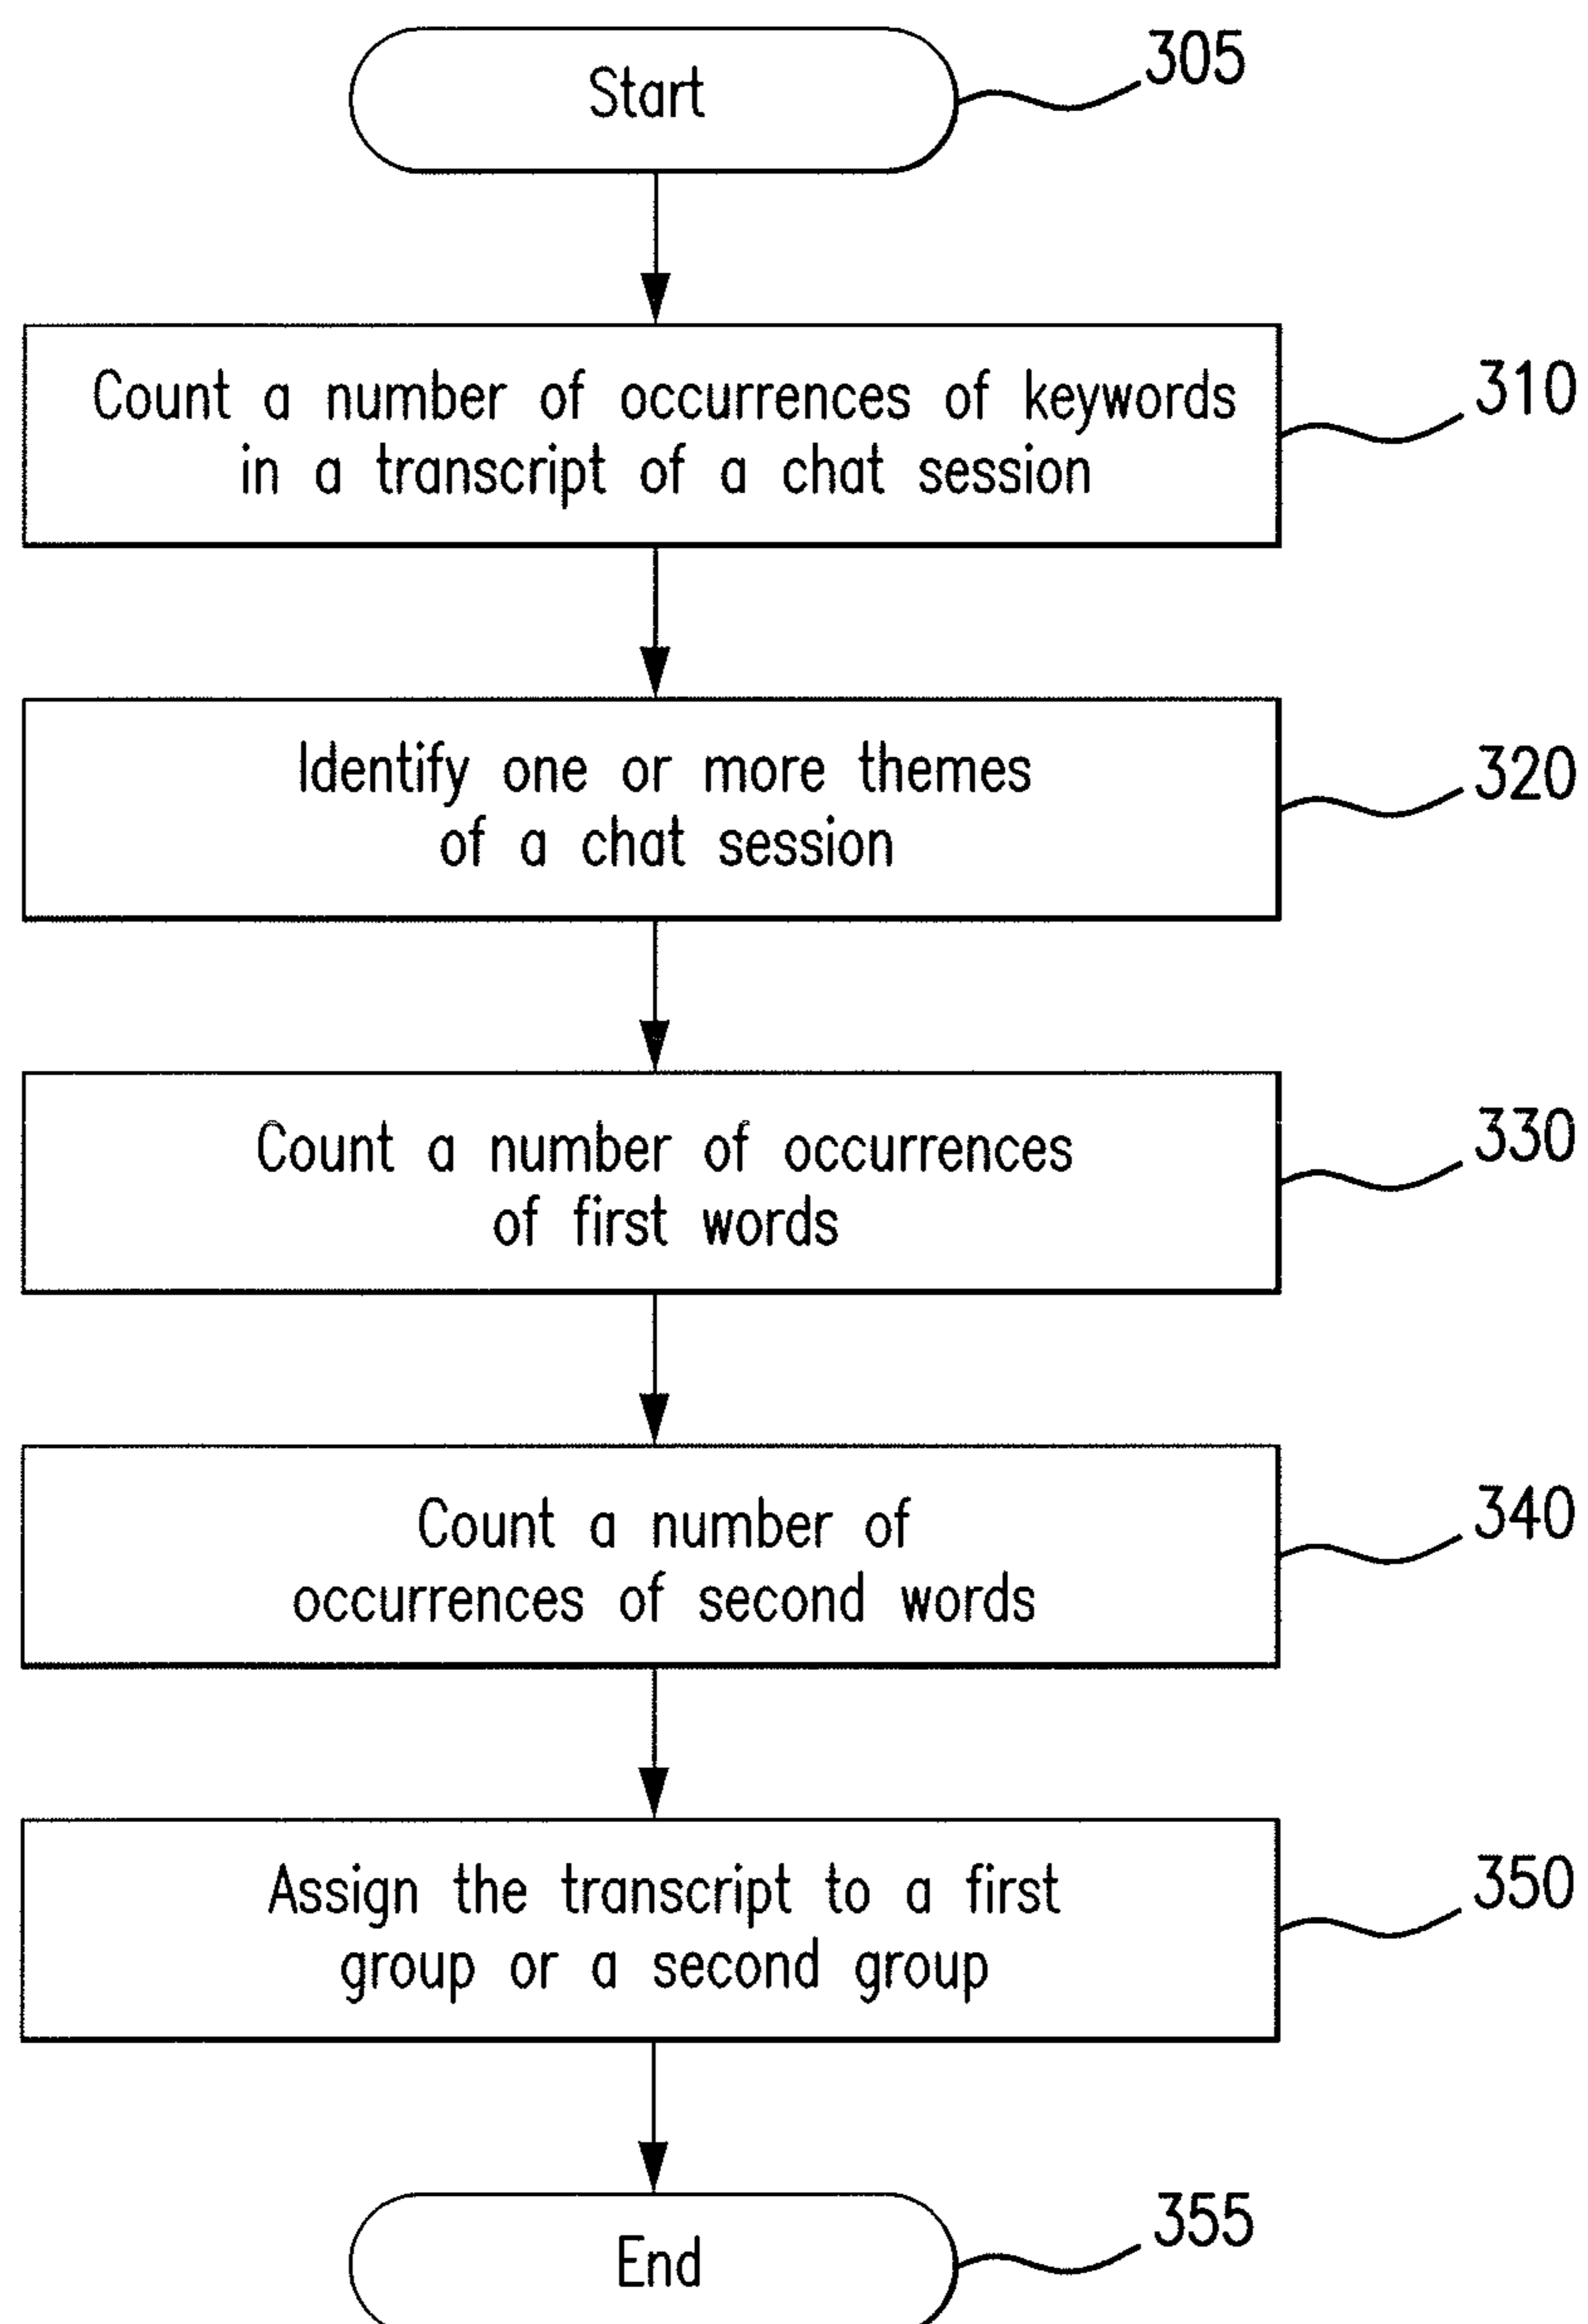 Start
305
Count a number of occurrences of keywords
in a transcript of a chat session
310
Identify one or more themes
of a chat session
320
Count a number of occurrences
of first words
330
Count a number of
occurrences of second words
340
Assign the transcript to a first
group or a second group
350
End
355